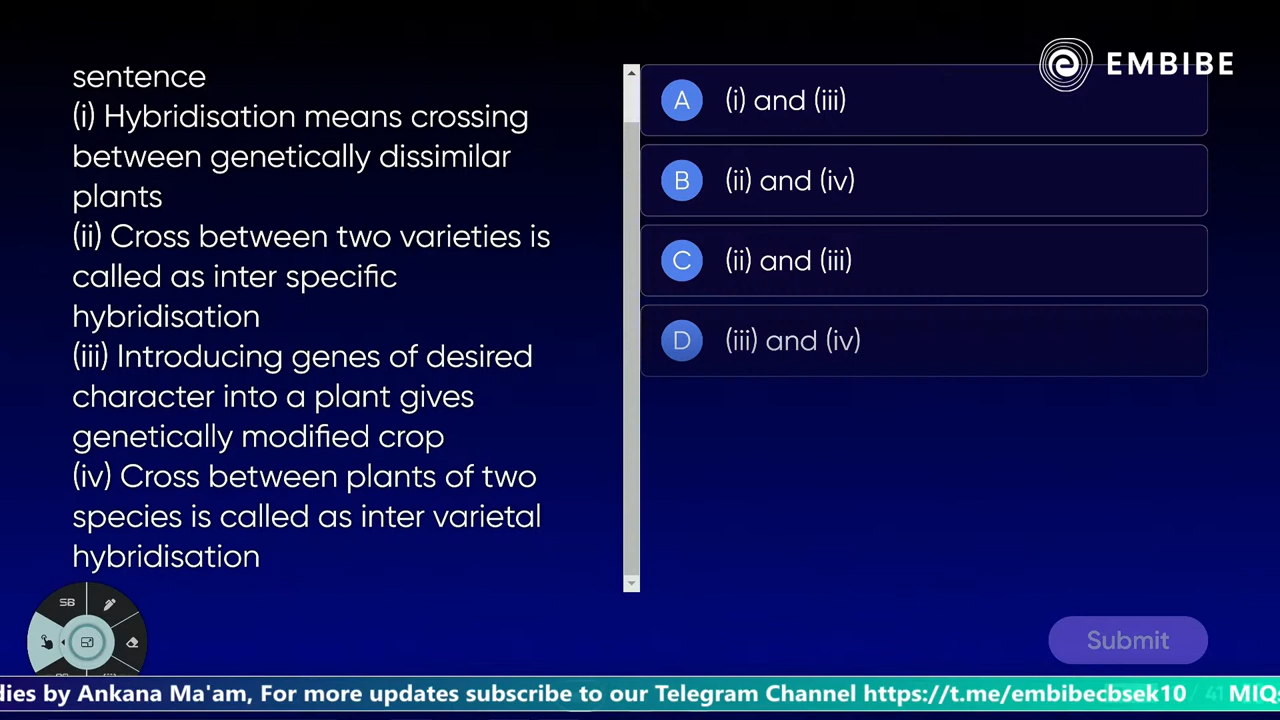 EMBIBE
sentence
(i) Hybridisation means crossing
between genetically dissimilar
plants
(ii) Cross between two varieties is
called as inter specific
hybridisation
(iii) Introducing genes of desired
character into a plant gives
genetically modified crop
(iv) Cross between plants of two
species is called as inter varietal
hybridisation
A (i) and (iii)
B (ii) and (iv)
C (ii) and (iii)
D (iii) and (iv)
SB
Submit
dies by Ankana Ma'am, For more updates subscribe to our Telegram Channel https://t.me/embibecbsek10 / 41 MIQs